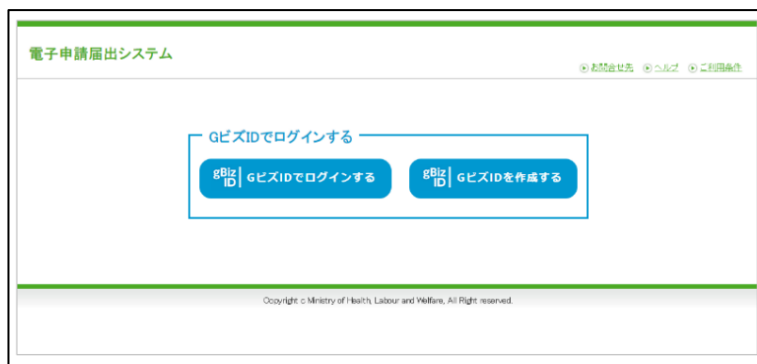 電子申請届出システム
お問合せ先 ヘルプ ご利用条件
GビズIDでログインする
gBiz ID GビズIDでログインする gBiz ID GビズIDを作成する
Copyright c Ministry of Health, Labour and Welfare, All Right reserved.